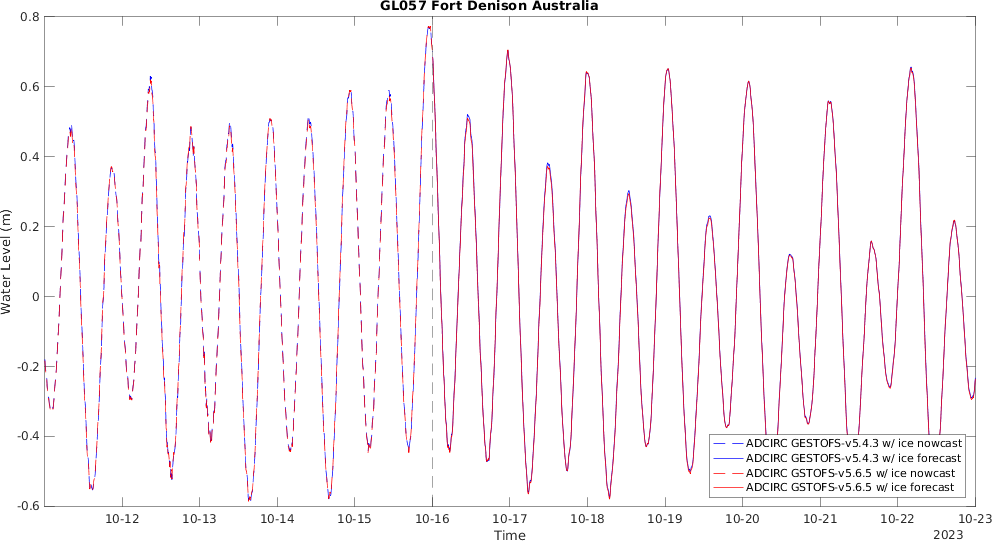 GL057 Fort Denison Australia
0.8
0.6
0.4
0.2
0
-0.2
-0.4
-0.6
Water Level (m)
ADCIRC GESTOFS-v5.4.3 w/ ice nowcast
ADCIRC GESTOFS-v5.4.3 w/ ice forecast
ADCIRC GSTOFS-v5.6.5 w/ ice nowcast
ADCIRC GSTOFS-v5.6.5 w/ ice forecast
10-12 10-13 10-14 10-15 10-16 10-17 10-18 10-19 10-20 10-21 10-22 10-23
Time
2023